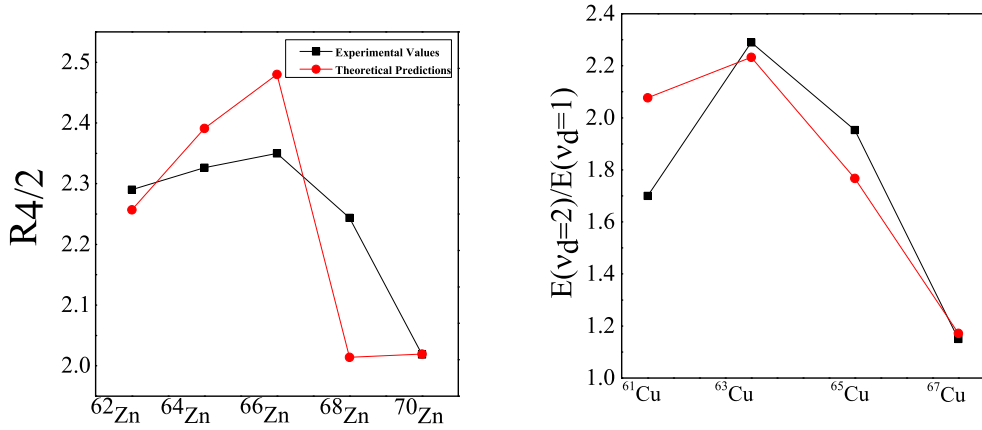 2.5
2.4
2.3
2.2
2.1
2.0
R4/2
Experimental Values
Theoretical Predictions
⁶²Zn ⁶⁴Zn ⁶⁶Zn ⁶⁸Zn ⁷⁰Zn
2.4
2.2
2.0
1.8
1.6
1.4
1.2
1.0
E(νd=2)/E(νd=1)
⁶¹Cu ⁶³Cu ⁶⁵Cu ⁶⁷Cu